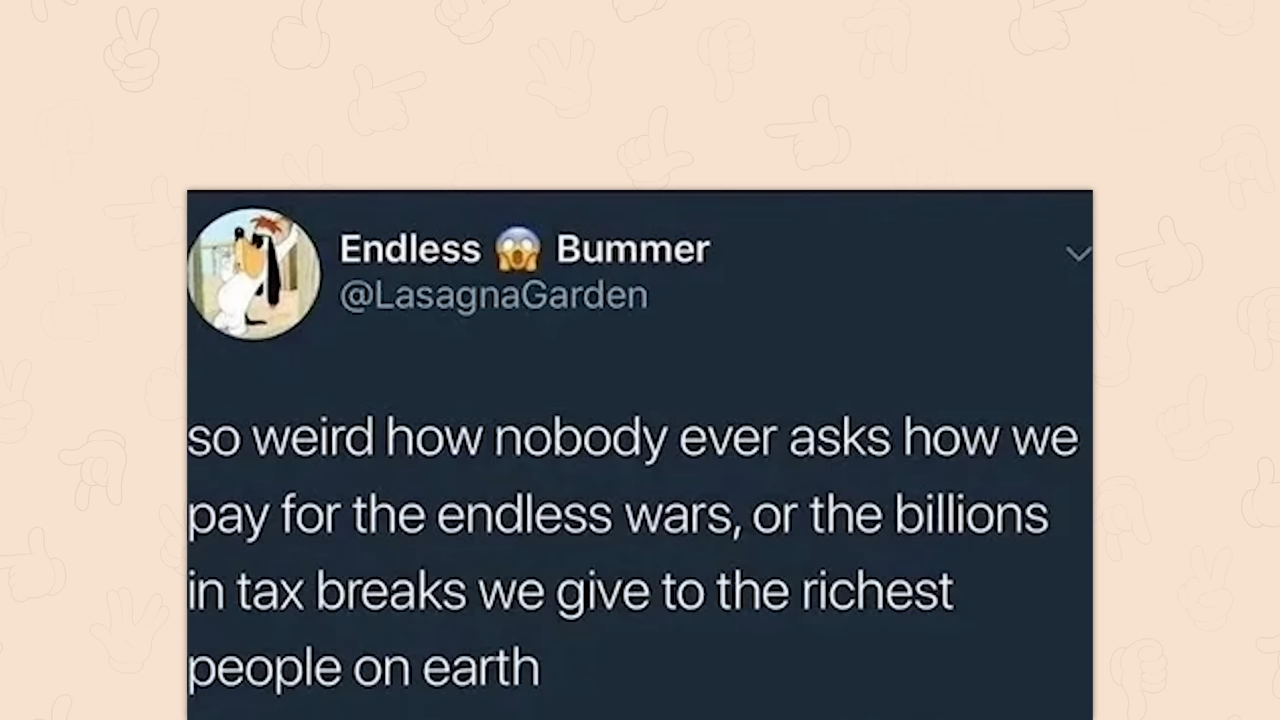 Endless 😱 Bummer
@LasagnaGarden
so weird how nobody ever asks how we
pay for the endless wars, or the billions
in tax breaks we give to the richest
people on earth